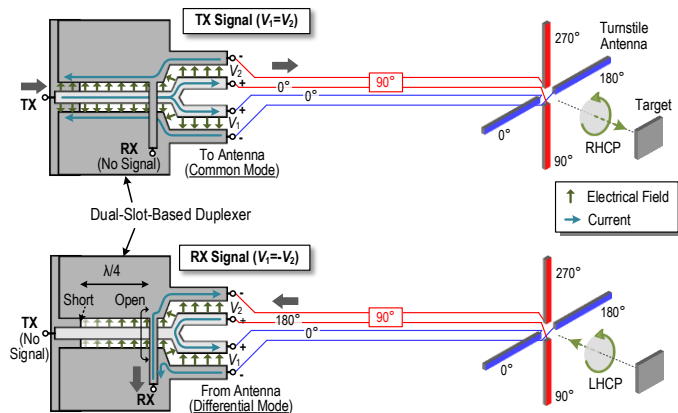 TX Signal (V1=V2)
270°
Turnstile
Antenna
180°
-
V2
+
TX
0°
90°
+
0°
V1
-
RX
(No Signal)
To Antenna
(Common Mode)
0°
90°
RHCP
Target
Dual-Slot-Based Duplexer
Electrical Field
Current
RX Signal (V1=-V2)
λ/4
Short
Open
270°
180°
-
V2
+
TX
(No
Signal)
180°
90°
+
0°
V1
-
RX
From Antenna
(Differential Mode)
0°
90°
LHCP